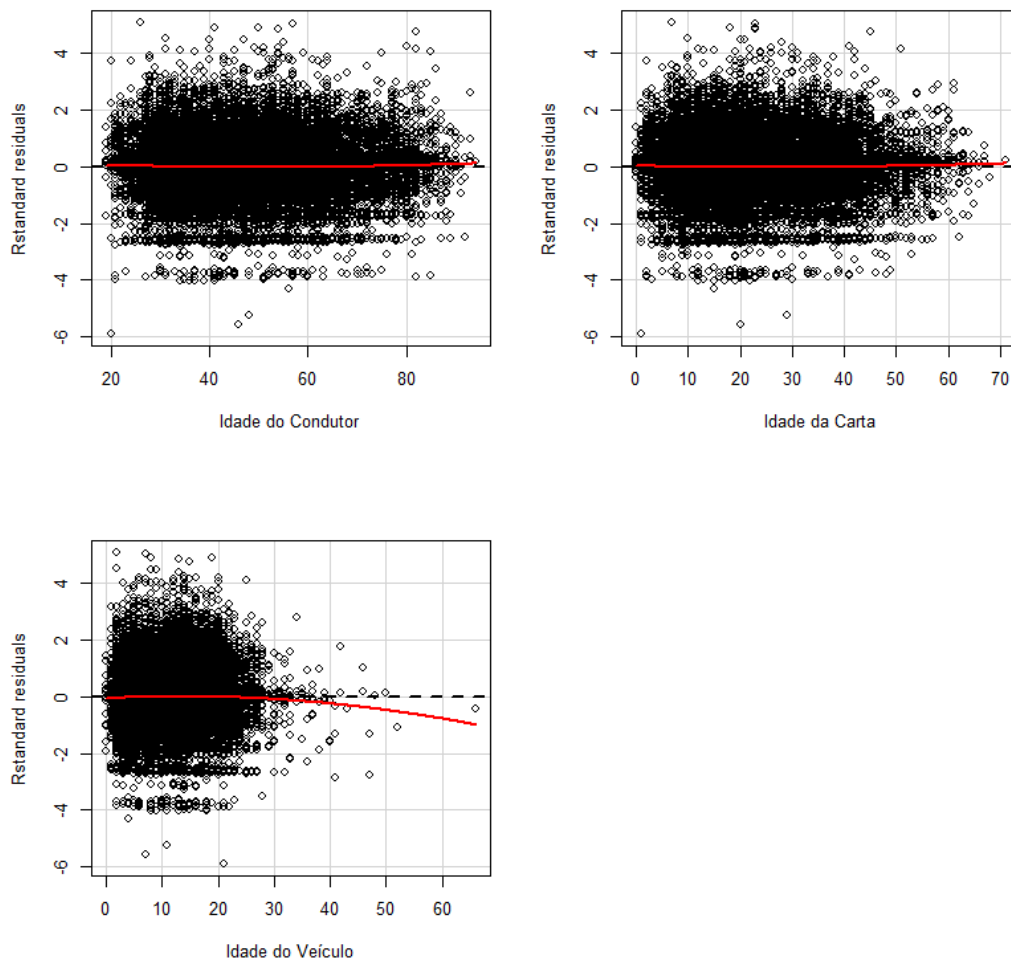 Rstandard residuals
4
2
0
-2
-4
-6
20 40 60 80
Idade do Condutor
Rstandard residuals
4
2
0
-2
-4
-6
0 10 20 30 40 50 60 70
Idade da Carta
Rstandard residuals
4
2
0
-2
-4
-6
0 10 20 30 40 50 60
Idade do Veículo